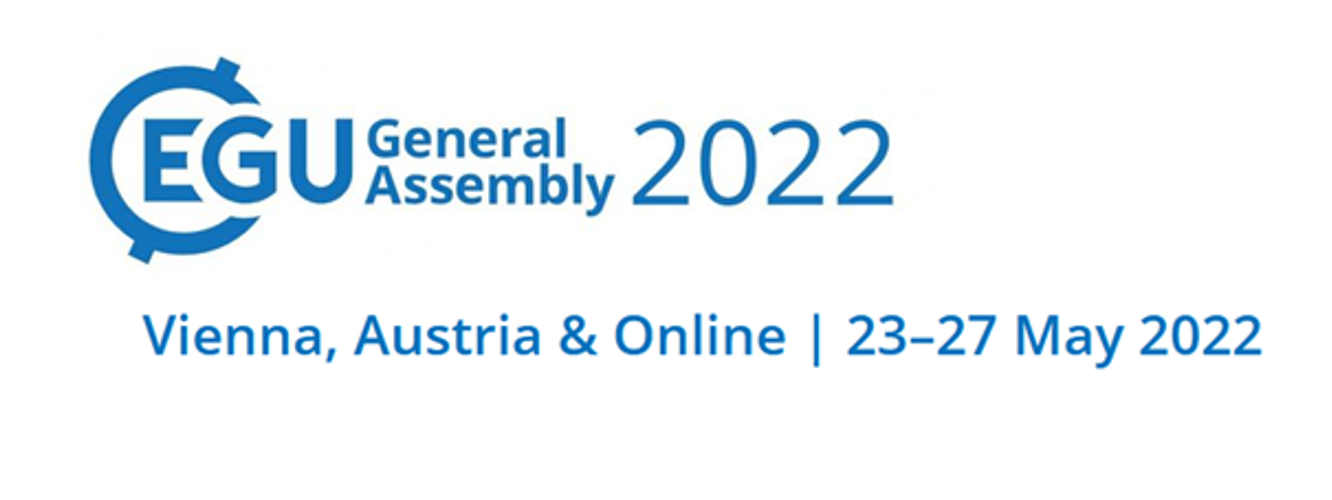 EGU General Assembly 2022
Vienna, Austria & Online | 23–27 May 2022